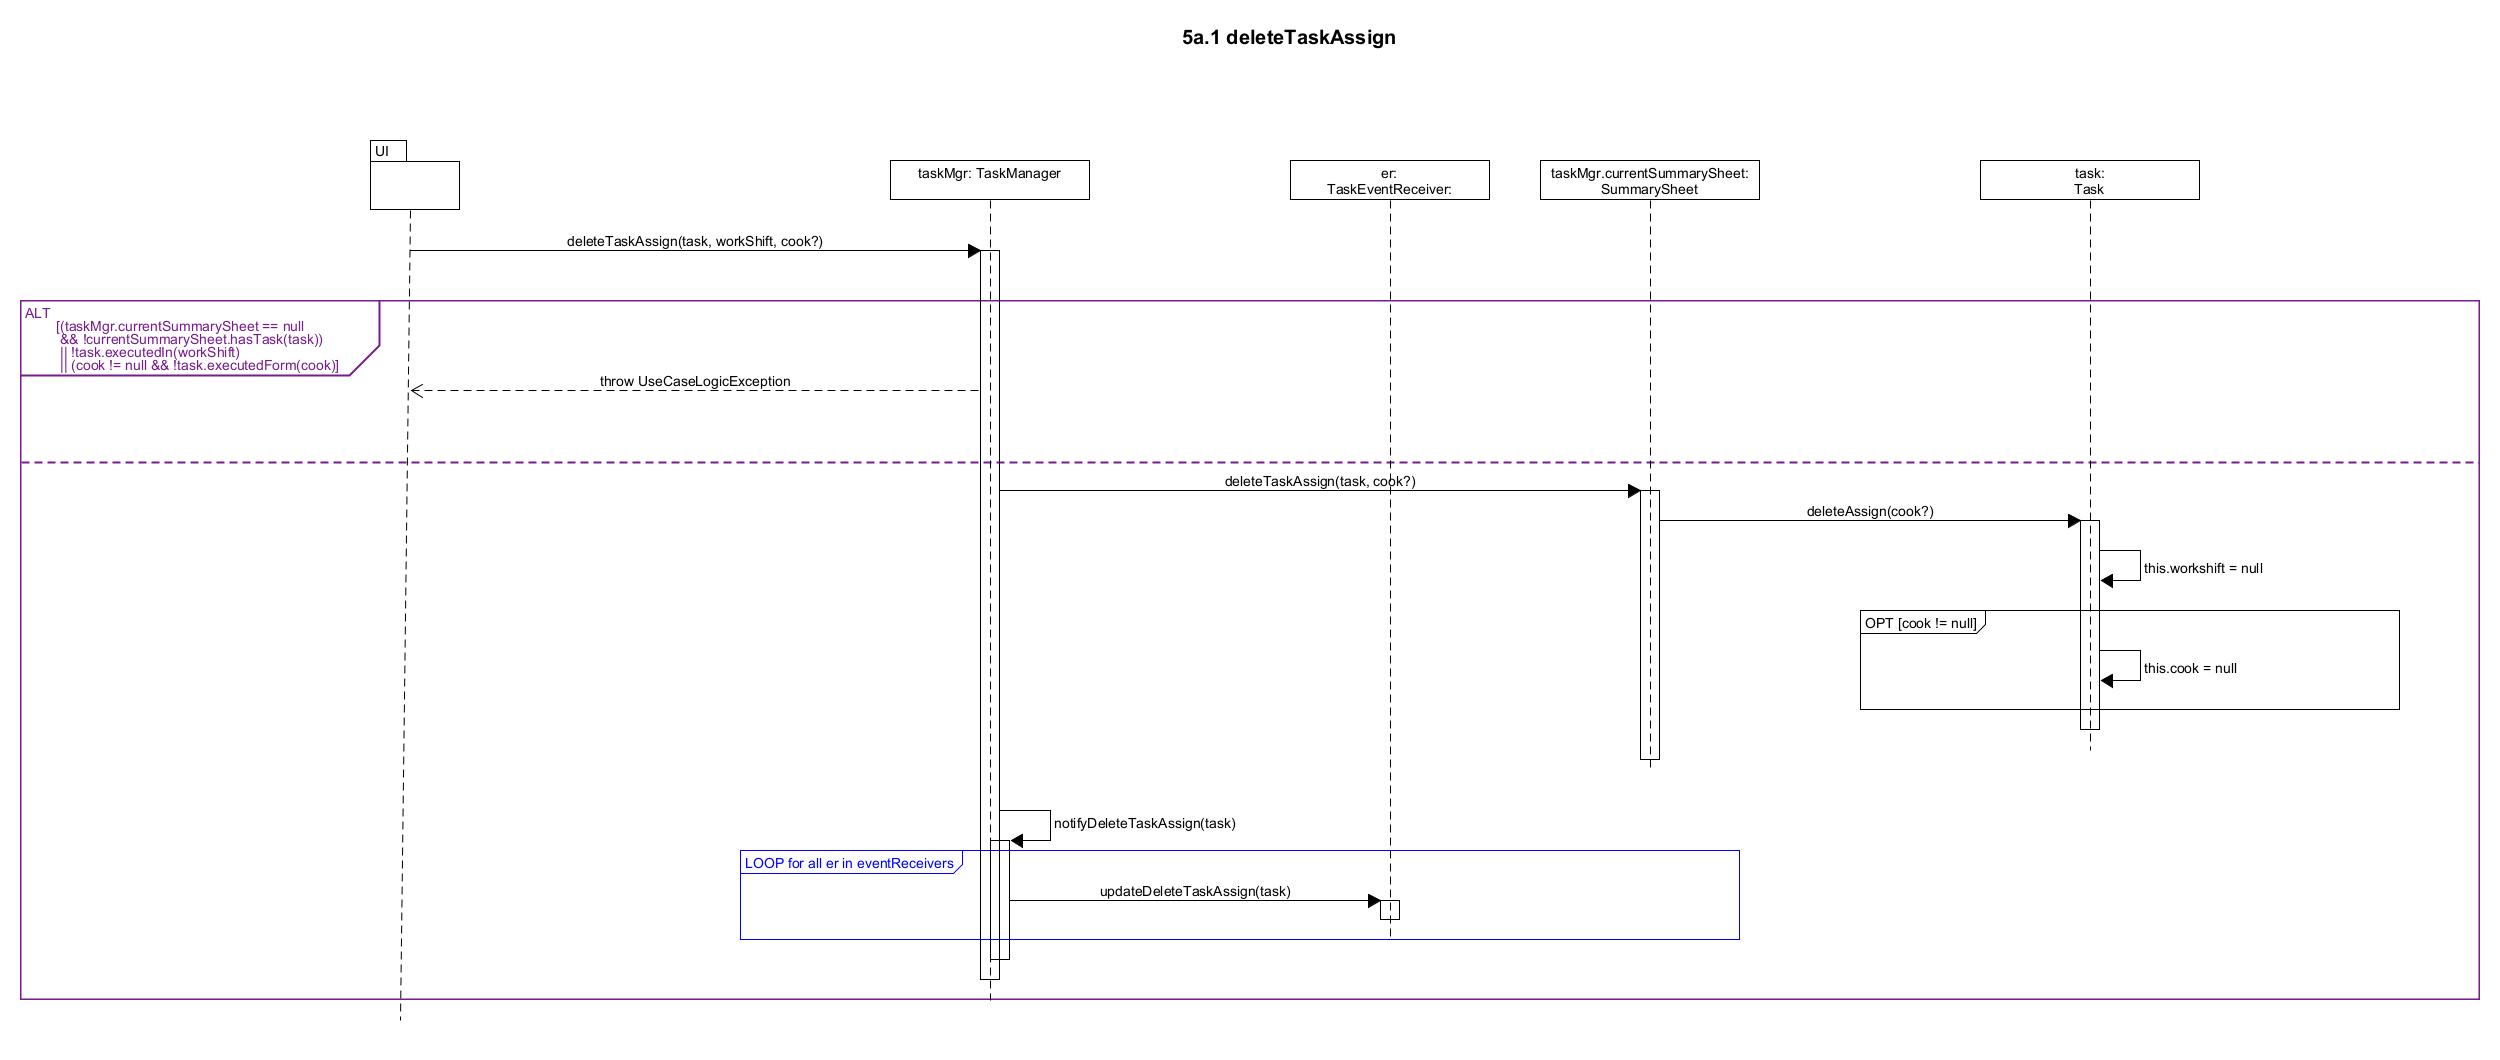 5a.1 deleteTaskAssign
UI
taskMgr: TaskManager
er:
TaskEventReceiver:
taskMgr.currentSummarySheet:
SummarySheet
task:
Task
deleteTaskAssign(task, workShift, cook?)
ALT
[(taskMgr.currentSummarySheet == null
&& !currentSummarySheet.hasTask(task))
|| !task.executedIn(workShift)
|| (cook != null && !task.executedForm(cook)]
throw UseCaseLogicException
deleteTaskAssign(task, cook?)
deleteAssign(cook?)
this.workshift = null
OPT [cook != null]
this.cook = null
notifyDeleteTaskAssign(task)
LOOP for all er in eventReceivers
updateDeleteTaskAssign(task)